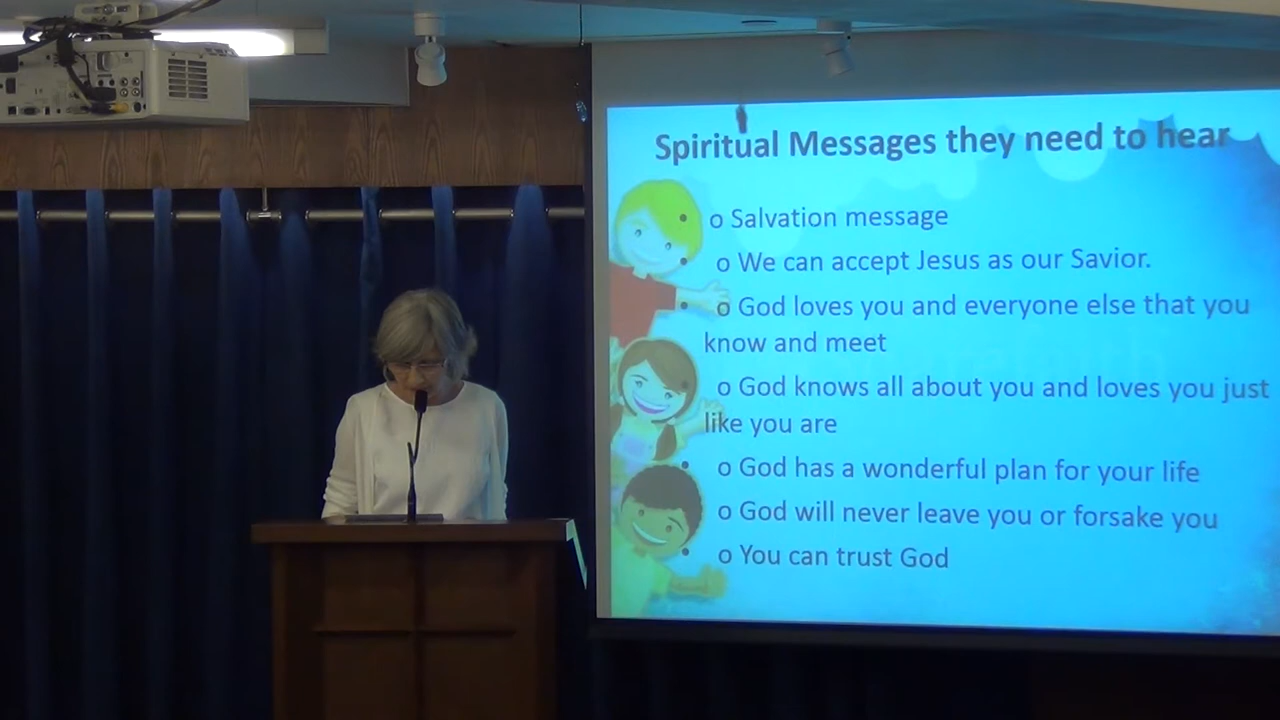 Spiritual Messages they need to hear
• o Salvation message
• o We can accept Jesus as our Savior.
• o God loves you and everyone else that you
know and meet
• o God knows all about you and loves you just
like you are
• o God has a wonderful plan for your life
o God will never leave you or forsake you
• o You can trust God